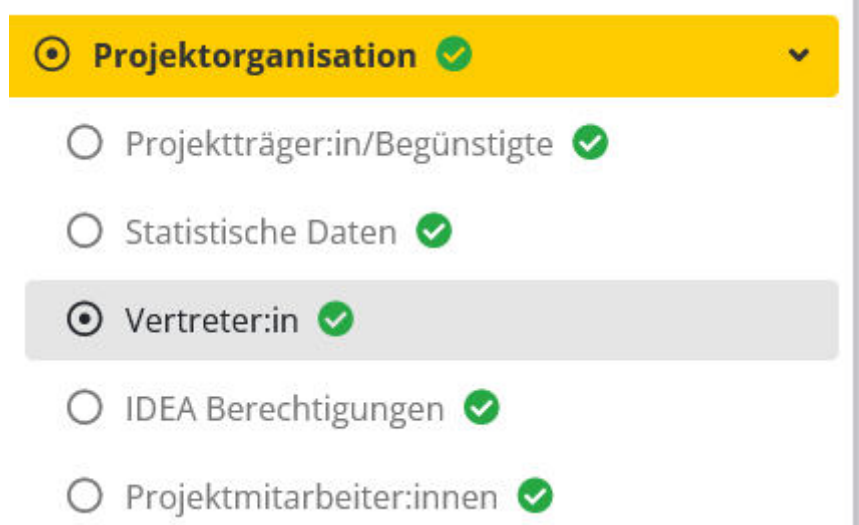 Projektorganisation
Projektträger:in/Begünstigte
Statistische Daten
Vertreter:in
IDEA Berechtigungen
Projektmitarbeiter:innen